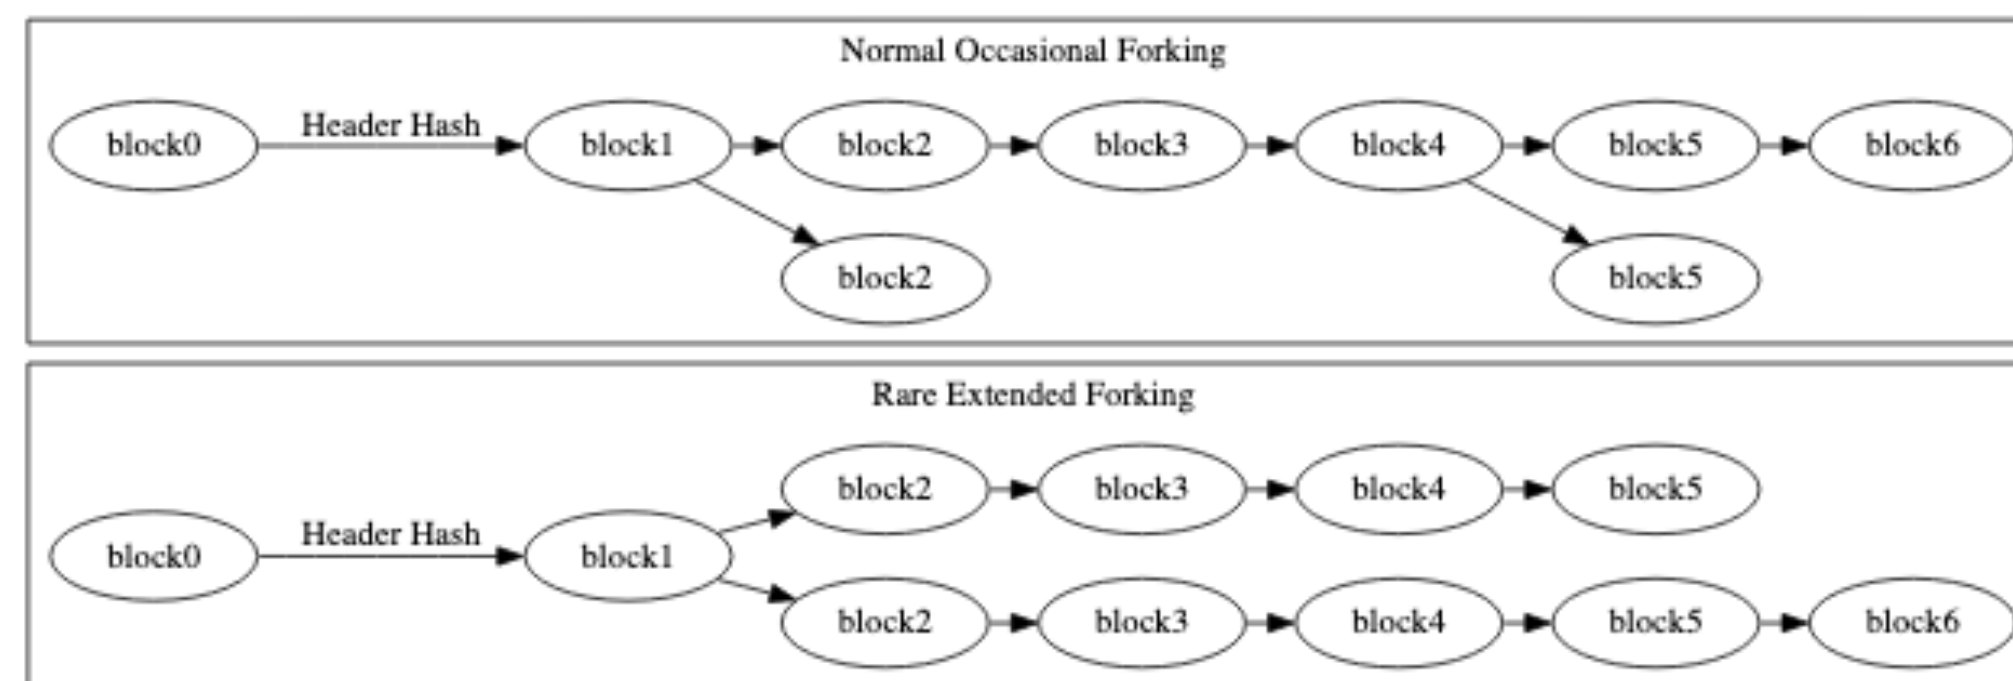 Normal Occasional Forking
block0
Header Hash
block1
block2
block3
block4
block5
block6
block2
block5
Rare Extended Forking
block2
block3
block4
block5
block0
Header Hash
block1
block2
block3
block4
block5
block6